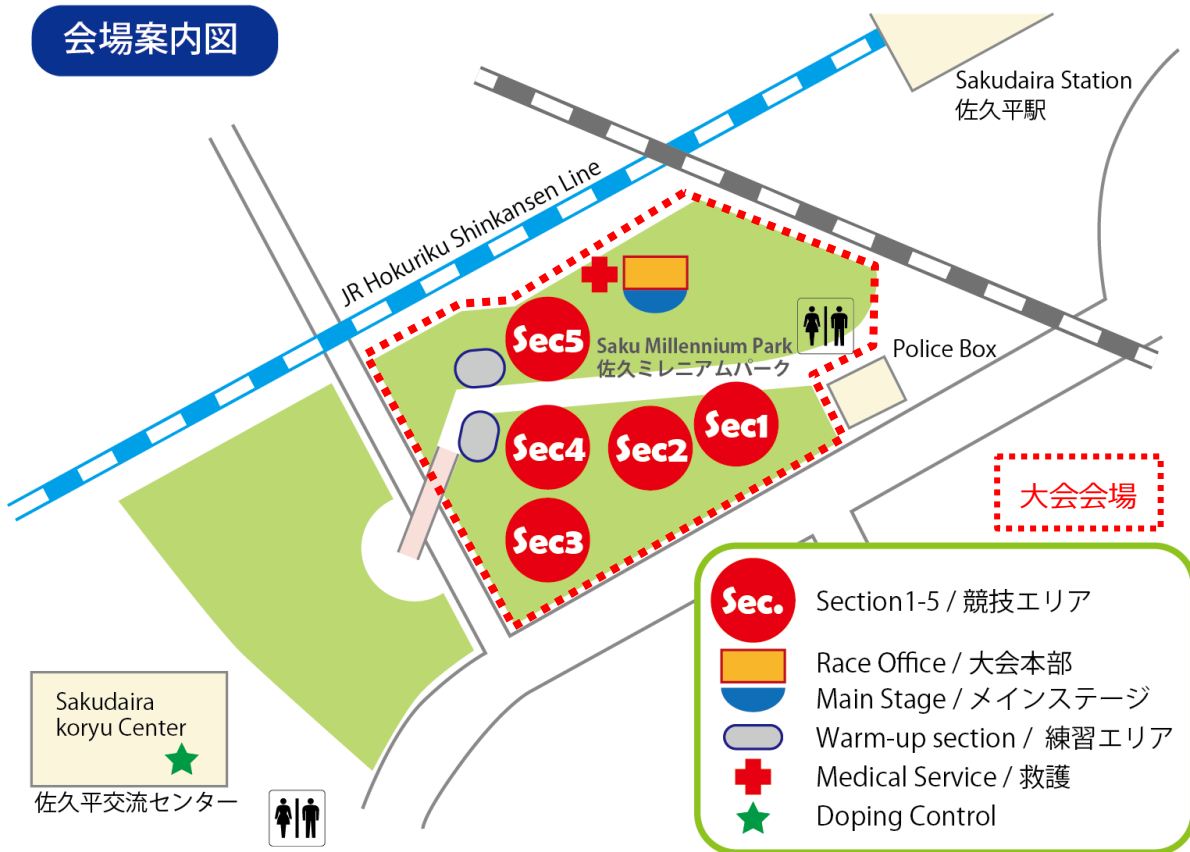 会場案内図
Sakudaira Station
佐久平駅
JR Hokuriku Shinkansen Line
Sec5
Saku Millennium Park
佐久ミレニアムパーク
Police Box
Sec1
Sec2
Sec4
Sec3
大会会場
Sec. Section1-5 / 競技エリア
Race Office / 大会本部
Main Stage / メインステージ
Warm-up section / 練習エリア
Medical Service / 救護
Doping Control
Sakudaira
koryu Center
佐久平交流センター